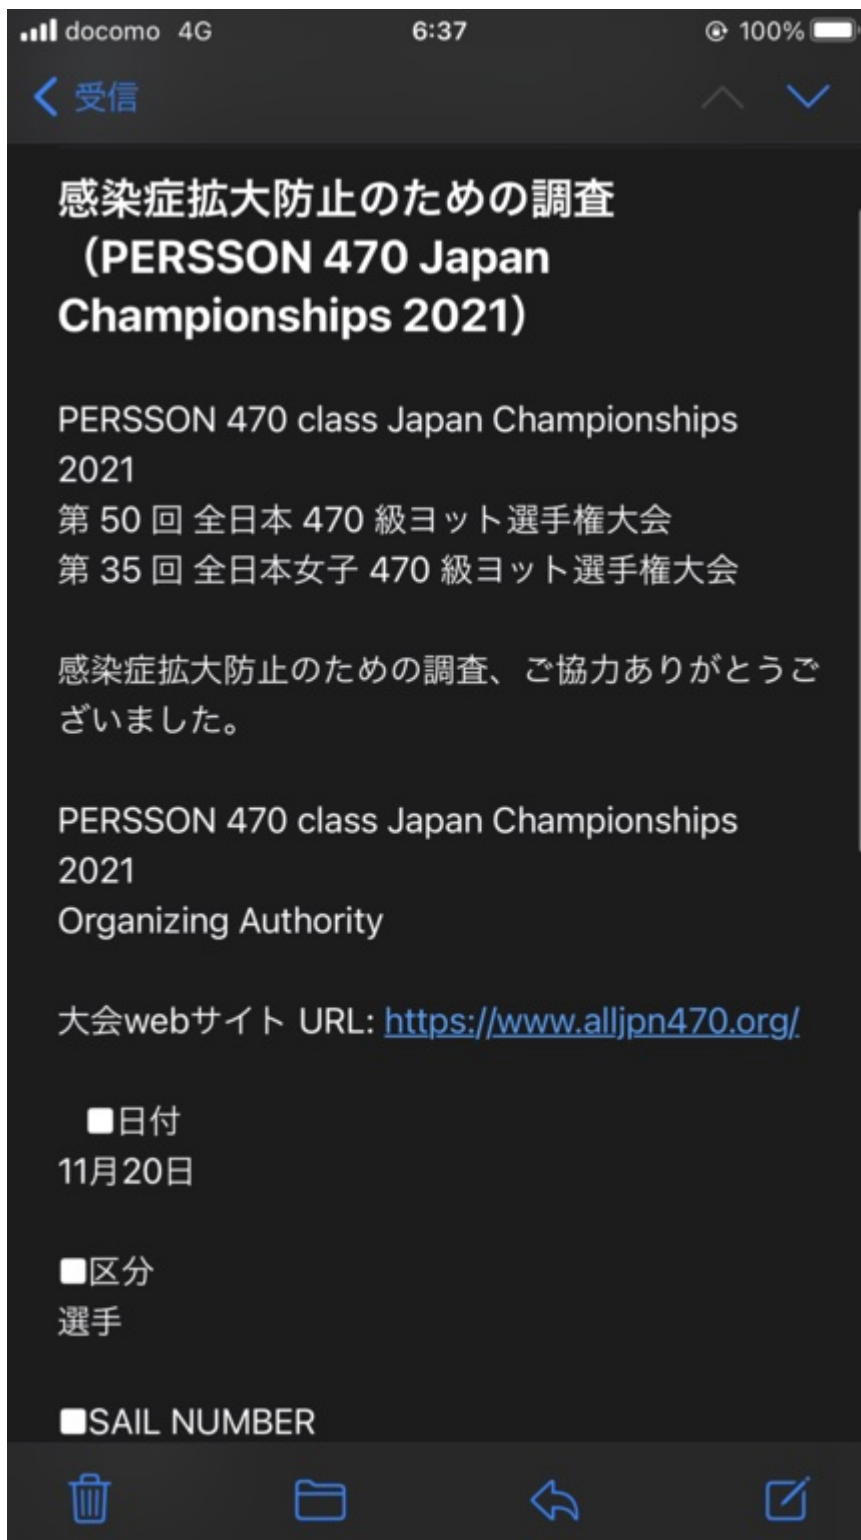 docomo 4G
6:37
100%
受信
感染症拡大防止のための調査
（PERSSON 470 Japan
Championships 2021）
PERSSON 470 class Japan Championships
2021
第 50 回 全日本 470 級ヨット選手権大会
第 35 回 全日本女子 470 級ヨット選手権大会
感染症拡大防止のための調査、ご協力ありがとうご
ざいました。
PERSSON 470 class Japan Championships
2021
Organizing Authority
大会webサイト URL: https://www.alljpn470.org/
■日付
11月20日
■区分
選手
■SAIL NUMBER